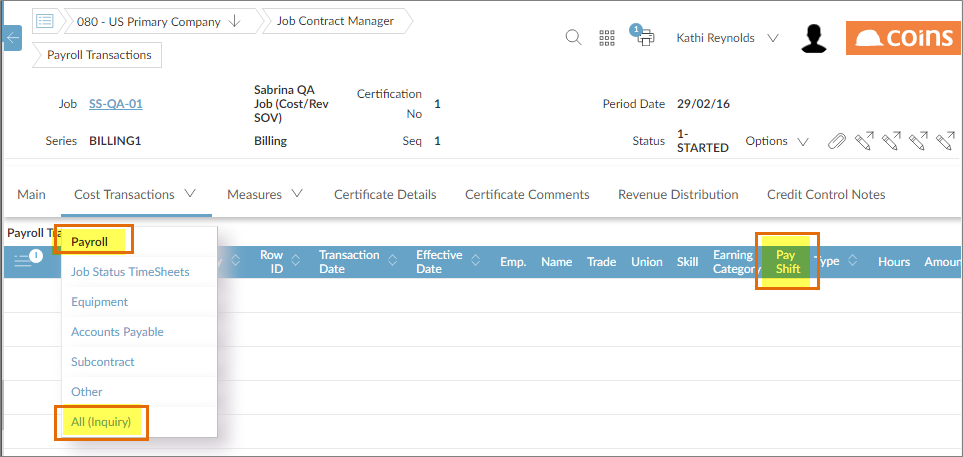 080 - US Primary Company
Job Contract Manager
Payroll Transactions
1
Kathi Reynolds
coins
Job SS-QA-01
Sabrina QA
Job (Cost/Rev
SOV)
Certification
No 1
Period Date 29/02/16
Series BILLING1
Billing
Seq 1
Status 1-
STARTED
Options
Main Cost Transactions Measures Certificate Details Certificate Comments Revenue Distribution Credit Control Notes
Payroll Tra
Payroll
Job Status TimeSheets
Equipment
Accounts Payable
Subcontract
Other
All (Inquiry)
Row
ID
Transaction
Date
Effective
Date
Emp.
Name
Trade
Union
Skill
Earning
Category
Pay
Shift
Type
Hours
Amoun